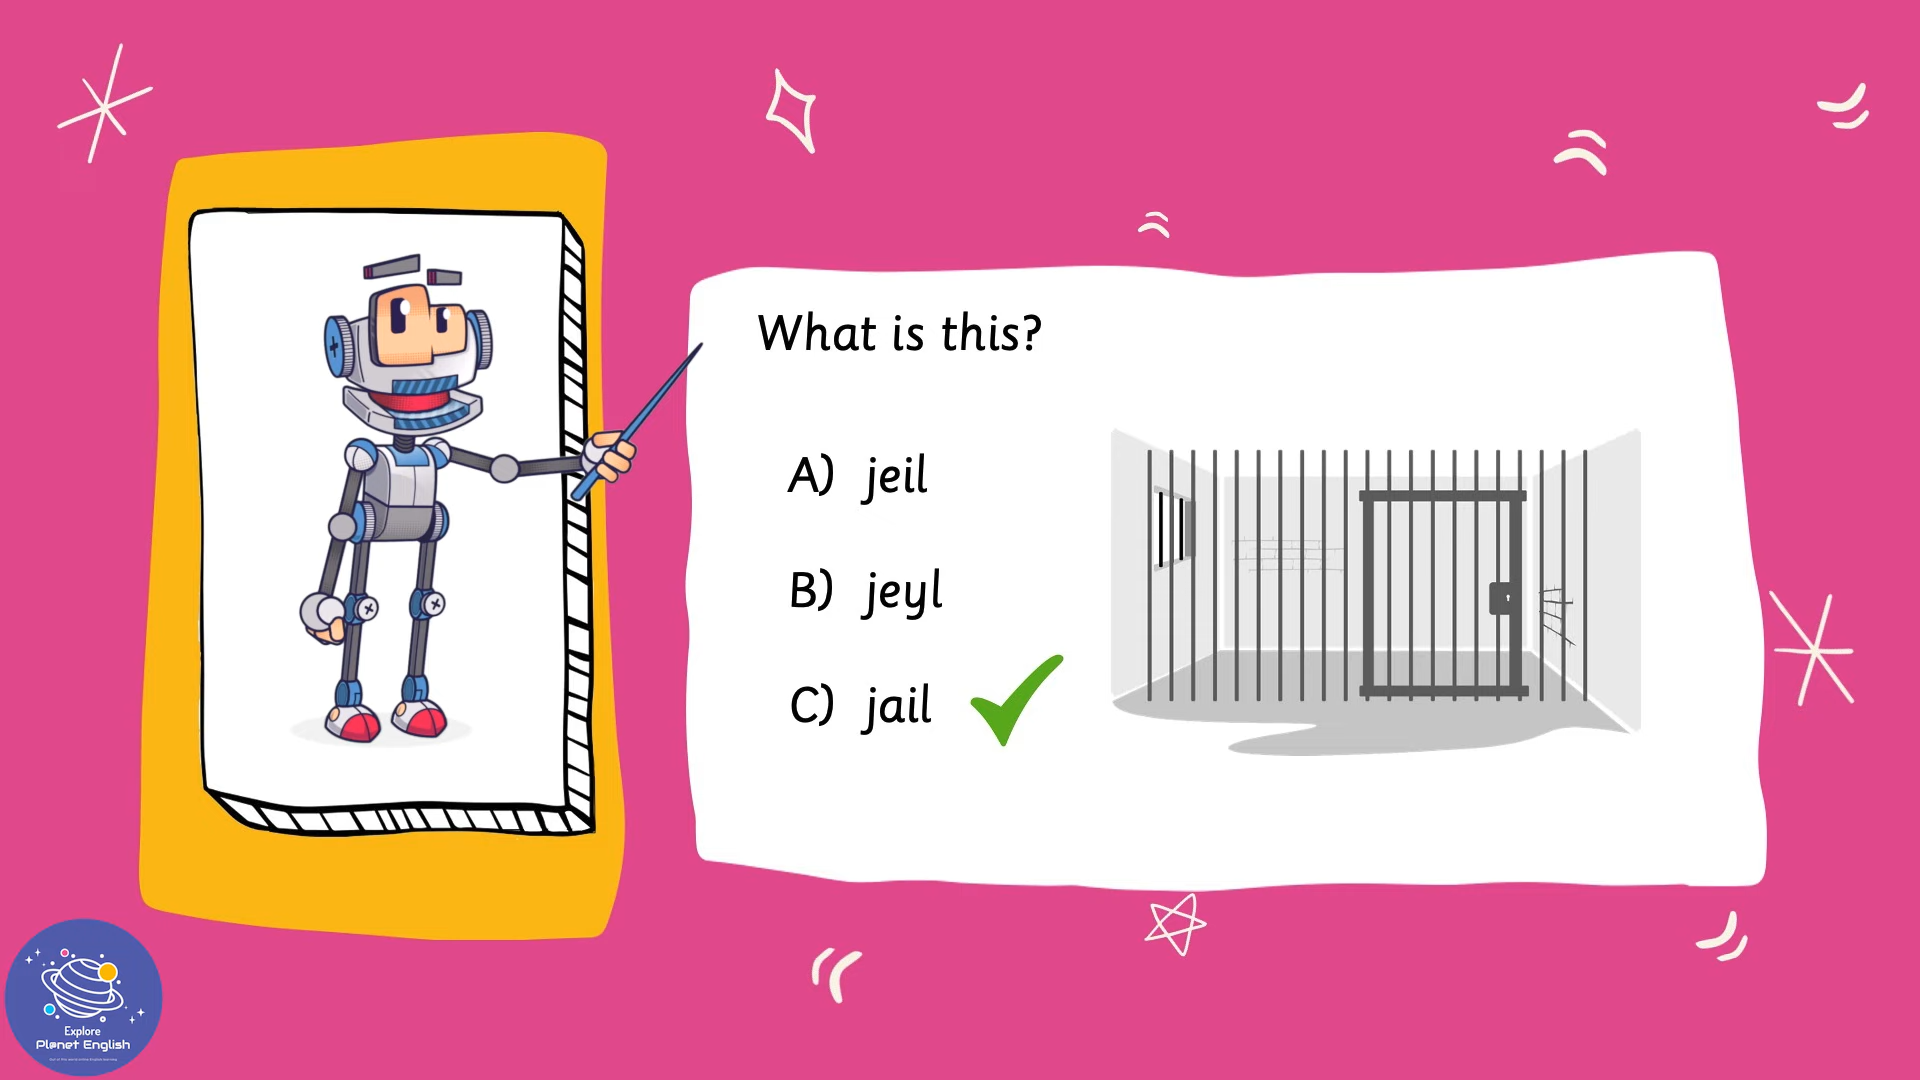 What is this?
A) jeil
B) jeyl
C) jail
Explore
Planet English